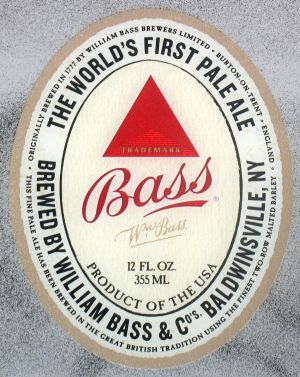 · ORIGINALLY BREWED IN 1777 BY WILLIAM BASS BREWERS LIMITED · BURTON-ON-TRENT · ENGLAND ·
THE WORLD'S FIRST PALE ALE
TRADEMARK
Bass ®
Wm Bass.
12 FL. OZ.
355 ML
PRODUCT OF THE USA
BREWED BY WILLIAM BASS & Co's. BALDWINSVILLE, NY
THIS FINE PALE ALE HAS BEEN BREWED IN THE GREAT BRITISH TRADITION USING THE FINEST TWO-ROW MALTED BARLEY